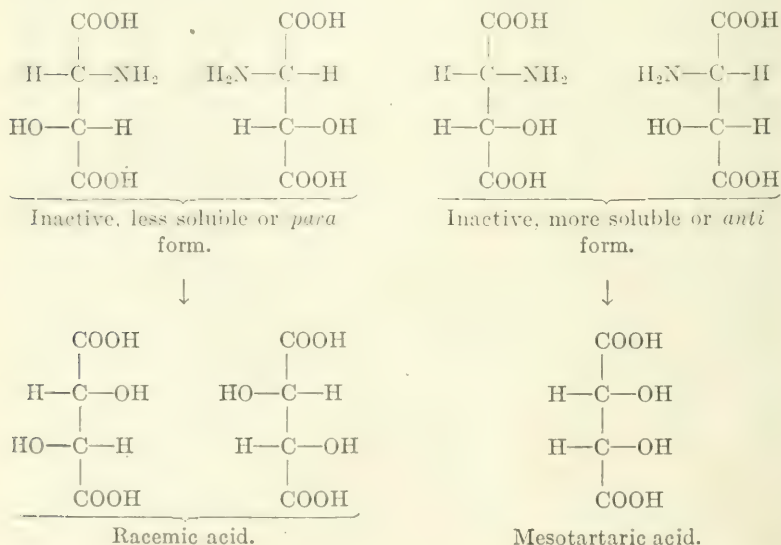 COOH COOH COOH COOH
H—C—NH₂ H₂N—C—H H—C—NH₂ H₂N—C—H
HO—C—H H—C—OH H—C—OH HO—C—H
COOH COOH COOH COOH
Inactive, less soluble or para Inactive, more soluble or anti
form. form.
↓ ↓
COOH COOH COOH
H—C—OH HO—C—H H—C—OH
HO—C—H H—C—OH H—C—OH
COOH COOH COOH
Racemic acid. Mesotartaric acid.